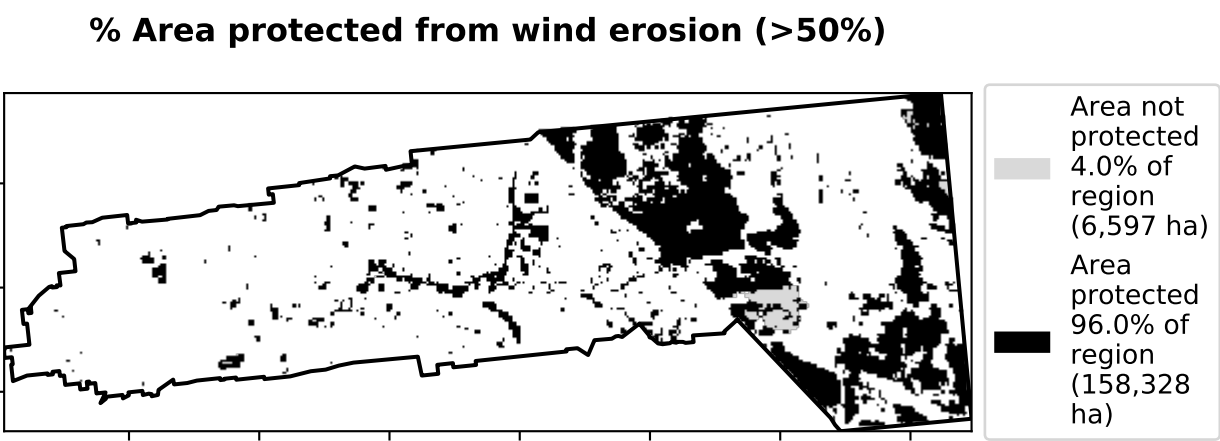 % Area protected from wind erosion (>50%)
Area not
protected
4.0% of
region
(6,597 ha)
Area
protected
96.0% of
region
(158,328
ha)